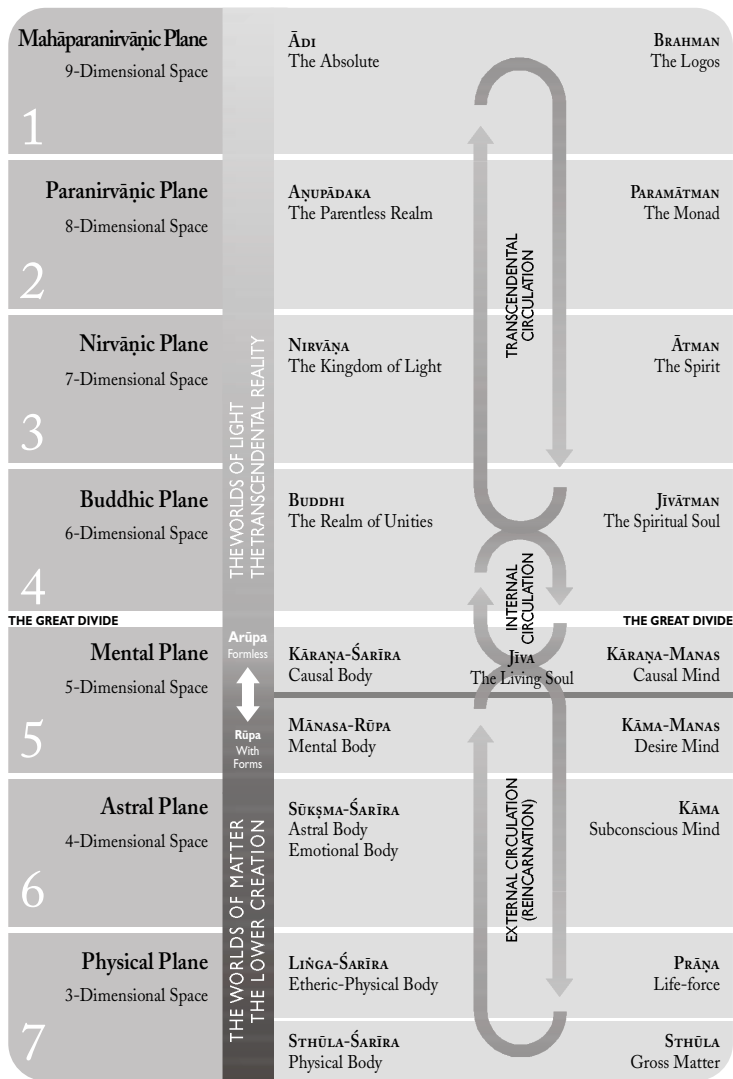 Mahāparanirvāṇic Plane
9-Dimensional Space
1
ĀDI
The Absolute
BRAHMAN
The Logos
Paranirvāṇic Plane
8-Dimensional Space
2
AṆUPĀDAKA
The Parentless Realm
PARAMĀTMAN
The Monad
Nirvāṇic Plane
7-Dimensional Space
3
NIRVĀṆA
The Kingdom of Light
ĀTMAN
The Spirit
Buddhic Plane
6-Dimensional Space
4
BUDDHI
The Realm of Unities
JĪVĀTMAN
The Spiritual Soul
THE WORLDS OF LIGHT
THE TRANSCENDENTAL REALITY
TRANSCENDENTAL
CIRCULATION
INTERNAL
CIRCULATION
THE GREAT DIVIDE
THE GREAT DIVIDE
Mental Plane
5-Dimensional Space
5
Arūpa
Formless
Rūpa
With
Forms
KĀRAṆA-ŚARĪRA
Causal Body
JĪVA
The Living Soul
KĀRAṆA-MANAS
Causal Mind
MĀNASA-RŪPA
Mental Body
KĀMA-MANAS
Desire Mind
Astral Plane
4-Dimensional Space
6
SŪKṢMA-ŚARĪRA
Astral Body
Emotional Body
KĀMA
Subconscious Mind
THE WORLDS OF MATTER
THE LOWER CREATION
EXTERNAL CIRCULATION
(REINCARNATION)
Physical Plane
3-Dimensional Space
7
LIṄGA-ŚARĪRA
Etheric-Physical Body
PRĀṆA
Life-force
STHŪLA-ŚARĪRA
Physical Body
STHŪLA
Gross Matter